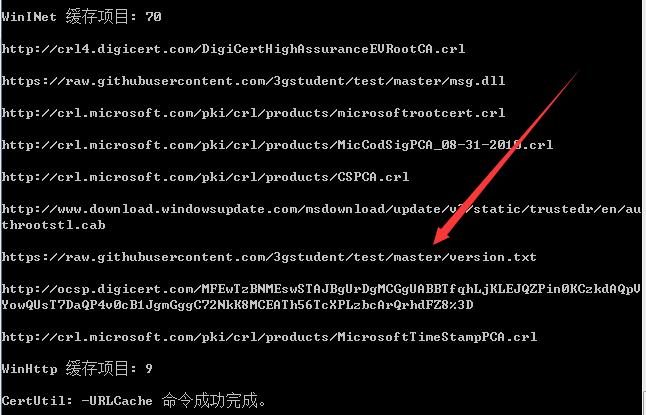 WinINet 缓存项目: 70
http://crl4.digicert.com/DigiCertHighAssuranceEVRootCA.crl
https://raw.githubusercontent.com/3gstudent/test/master/msg.dll
http://crl.microsoft.com/pki/crl/products/microsoftrootcert.crl
http://crl.microsoft.com/pki/crl/products/MicCodSigPCA_08-31-2010.crl
http://crl.microsoft.com/pki/crl/products/CSPCA.crl
http://www.download.windowsupdate.com/msdownload/update/v3/static/trustedr/en/au
throotstl.cab
https://raw.githubusercontent.com/3gstudent/test/master/version.txt
http://ocsp.digicert.com/MFEwTzBNMEswSTAJBgUrDgMCGgUABBTfqhLjKLEJQZPin0KCzkdAQpV
YowQUsT7DaQP4v0cB1JgmGggC72NkK8MCEATh56TcXPLzbcArQrhdFZ8%3D
http://crl.microsoft.com/pki/crl/products/MicrosoftTimeStampPCA.crl
WinHttp 缓存项目: 9
CertUtil: -URLCache 命令成功完成。